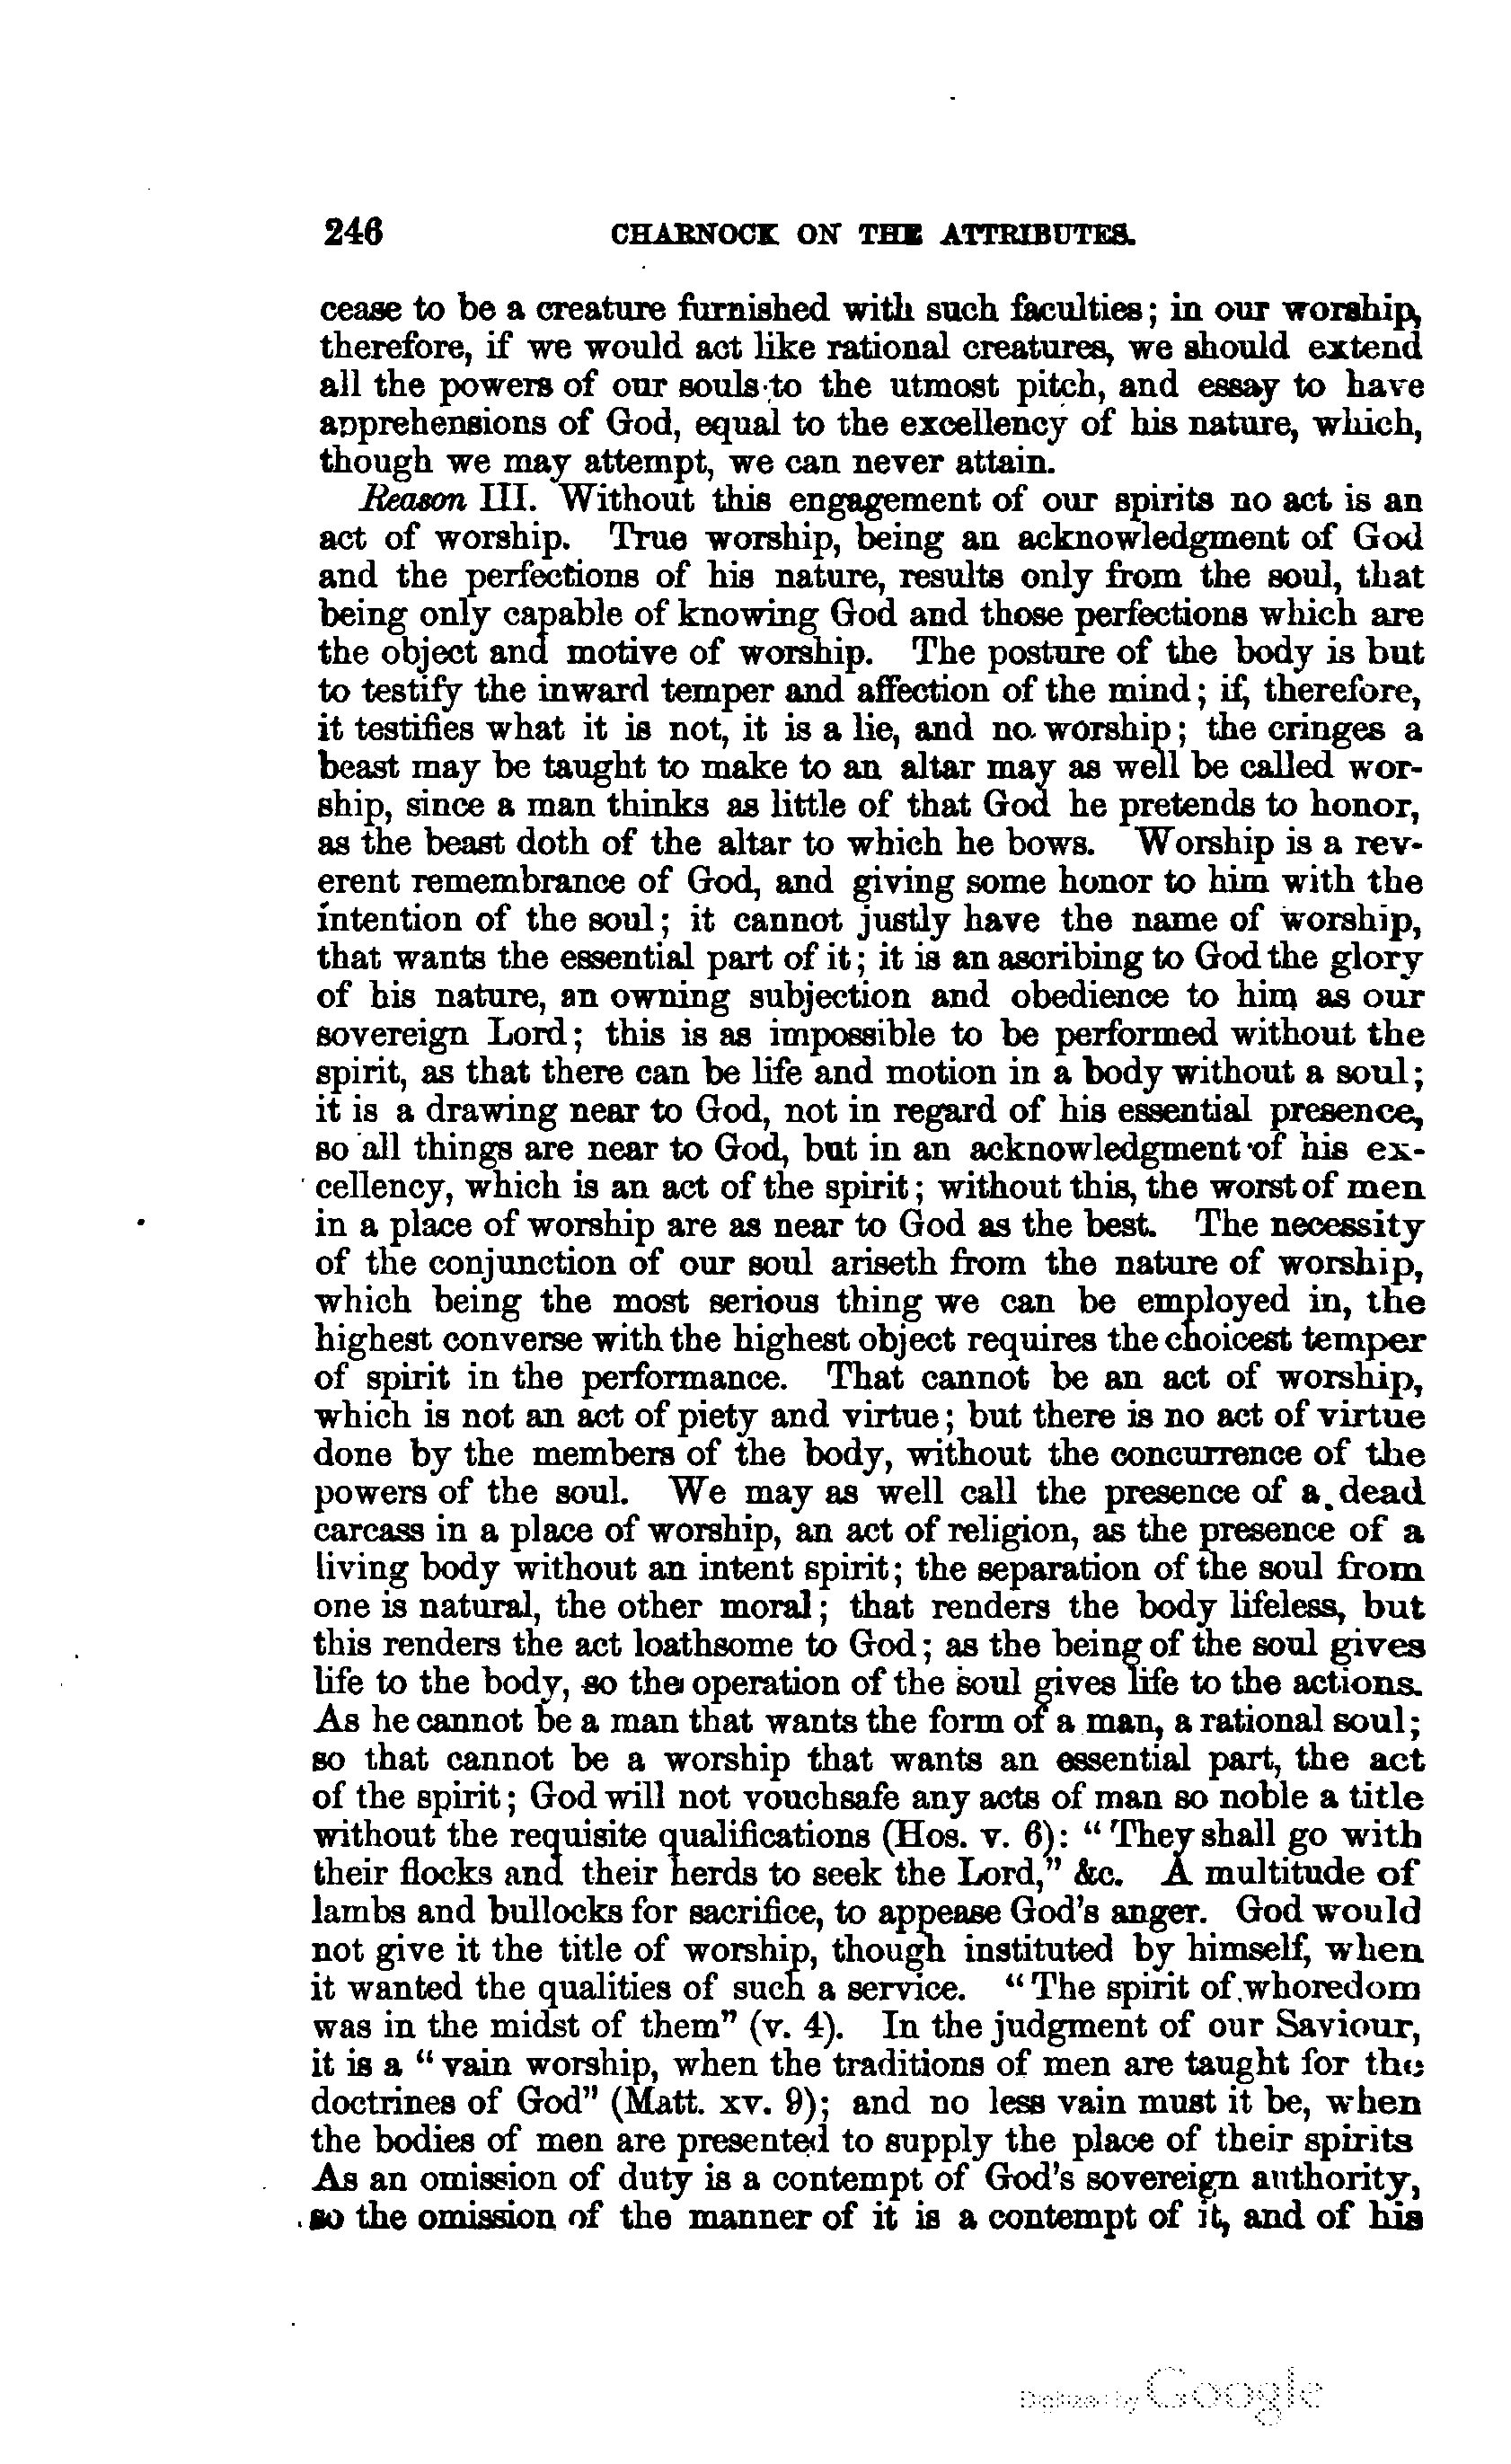 246 CHARNOCK ON THE ATTRIBUTES.
cease to be a creature furnished with such faculties; in our worship,
therefore, if we would act like rational creatures, we should extend
all the powers of our souls to the utmost pitch, and essay to have
apprehensions of God, equal to the excellency of his nature, which,
though we may attempt, we can never attain.
Reason III. Without this engagement of our spirits no act is an
act of worship. True worship, being an acknowledgment of God
and the perfections of his nature, results only from the soul, that
being only capable of knowing God and those perfections which are
the object and motive of worship. The posture of the body is but
to testify the inward temper and affection of the mind; if, therefore,
it testifies what it is not, it is a lie, and no worship; the cringes a
beast may be taught to make to an altar may as well be called wor-
ship, since a man thinks as little of that God he pretends to honor,
as the beast doth of the altar to which he bows. Worship is a rev-
erent remembrance of God, and giving some honor to him with the
intention of the soul; it cannot justly have the name of worship,
that wants the essential part of it; it is an ascribing to God the glory
of his nature, an owning subjection and obedience to him as our
sovereign Lord; this is as impossible to be performed without the
spirit, as that there can be life and motion in a body without a soul;
it is a drawing near to God, not in regard of his essential presence,
so all things are near to God, but in an acknowledgment of his ex-
cellency, which is an act of the spirit; without this, the worst of men
in a place of worship are as near to God as the best. The necessity
of the conjunction of our soul ariseth from the nature of worship,
which being the most serious thing we can be employed in, the
highest converse with the highest object requires the choicest temper
of spirit in the performance. That cannot be an act of worship,
which is not an act of piety and virtue; but there is no act of virtue
done by the members of the body, without the concurrence of the
powers of the soul. We may as well call the presence of a dead
carcass in a place of worship, an act of religion, as the presence of a
living body without an intent spirit; the separation of the soul from
one is natural, the other moral; that renders the body lifeless, but
this renders the act loathsome to God; as the being of the soul gives
life to the body, so the operation of the soul gives life to the actions.
As he cannot be a man that wants the form of a man, a rational soul;
so that cannot be a worship that wants an essential part, the act
of the spirit; God will not vouchsafe any acts of man so noble a title
without the requisite qualifications (Hos. v. 6): "They shall go with
their flocks and their herds to seek the Lord," &c. A multitude of
lambs and bullocks for sacrifice, to appease God's anger. God would
not give it the title of worship, though instituted by himself, when
it wanted the qualities of such a service. "The spirit of whoredom
was in the midst of them" (v. 4). In the judgment of our Saviour,
it is a "vain worship, when the traditions of men are taught for the
doctrines of God" (Matt. xv. 9); and no less vain must it be, when
the bodies of men are presented to supply the place of their spirits
As an omission of duty is a contempt of God's sovereign authority,
so the omission of the manner of it is a contempt of it, and of his
Digitized by Google